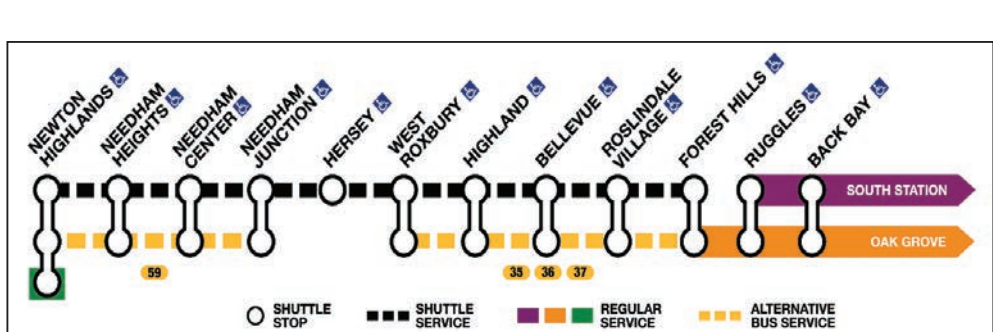 NEWTON
HIGHLANDS
NEEDHAM
HEIGHTS
NEEDHAM
CENTER
NEEDHAM
JUNCTION
HERSEY
WEST
ROXBURY
HIGHLAND
BELLEVUE
ROSLINDALE
VILLAGE
FOREST HILLS
RUGGLES
BACK BAY
SOUTH STATION
OAK GROVE
59
35 36 37
SHUTTLE
STOP
SHUTTLE
SERVICE
REGULAR
SERVICE
ALTERNATIVE
BUS SERVICE